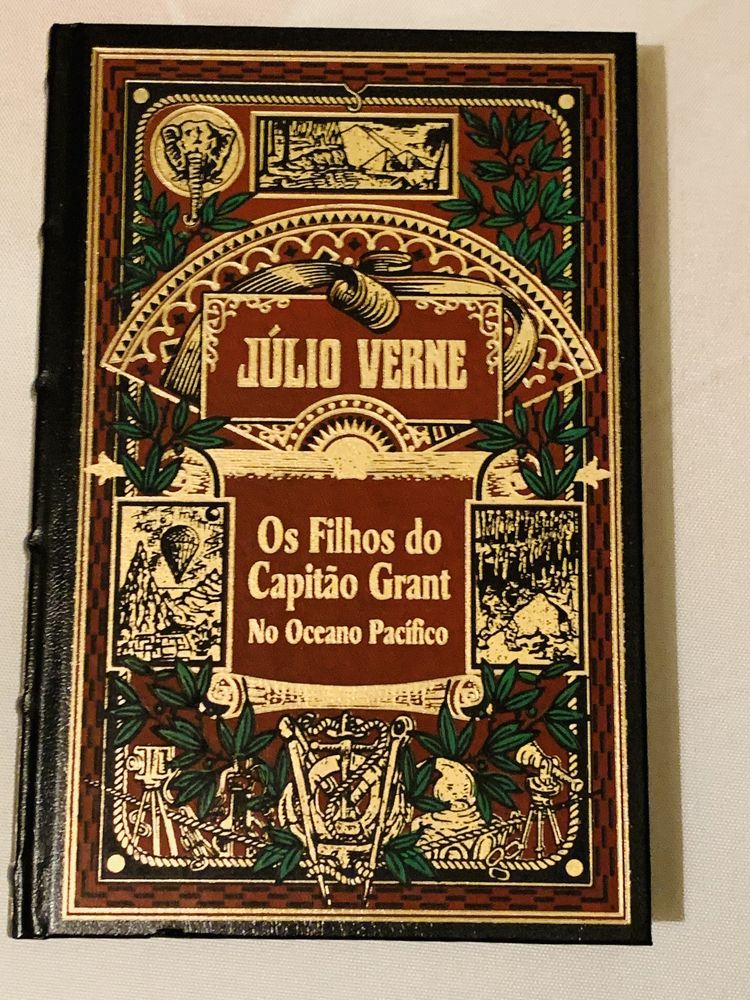 JÚLIO VERNE
Os Filhos do
Capitão Grant
No Oceano Pacífico